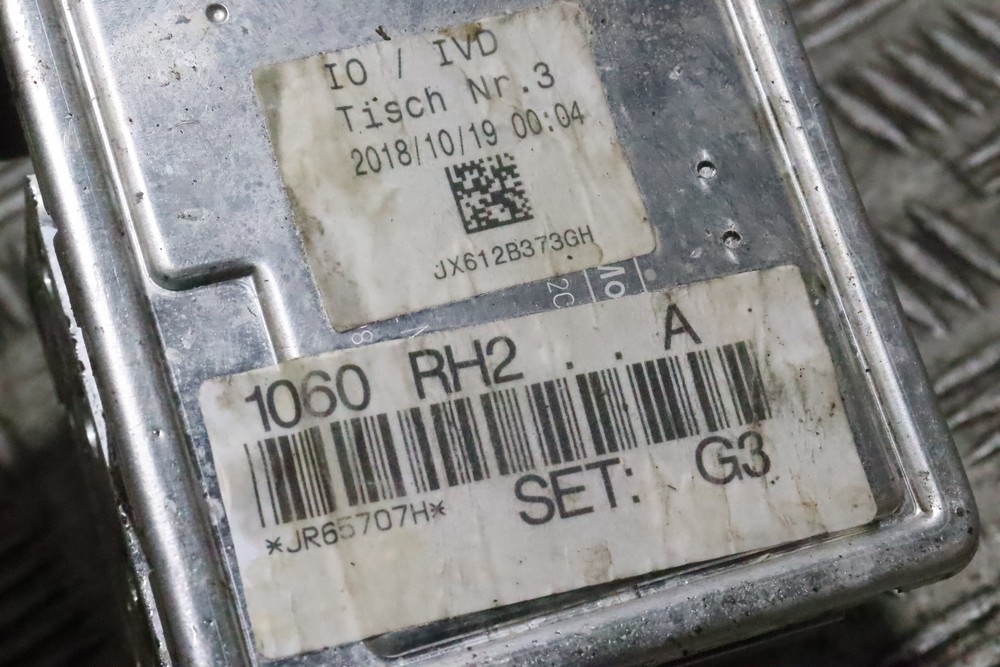 IO / IVD
Tisch Nr.3
2018/10/19 00:04
JX612B373GH
1060 RH2 . . A .
*JR65707H*
SET: G3